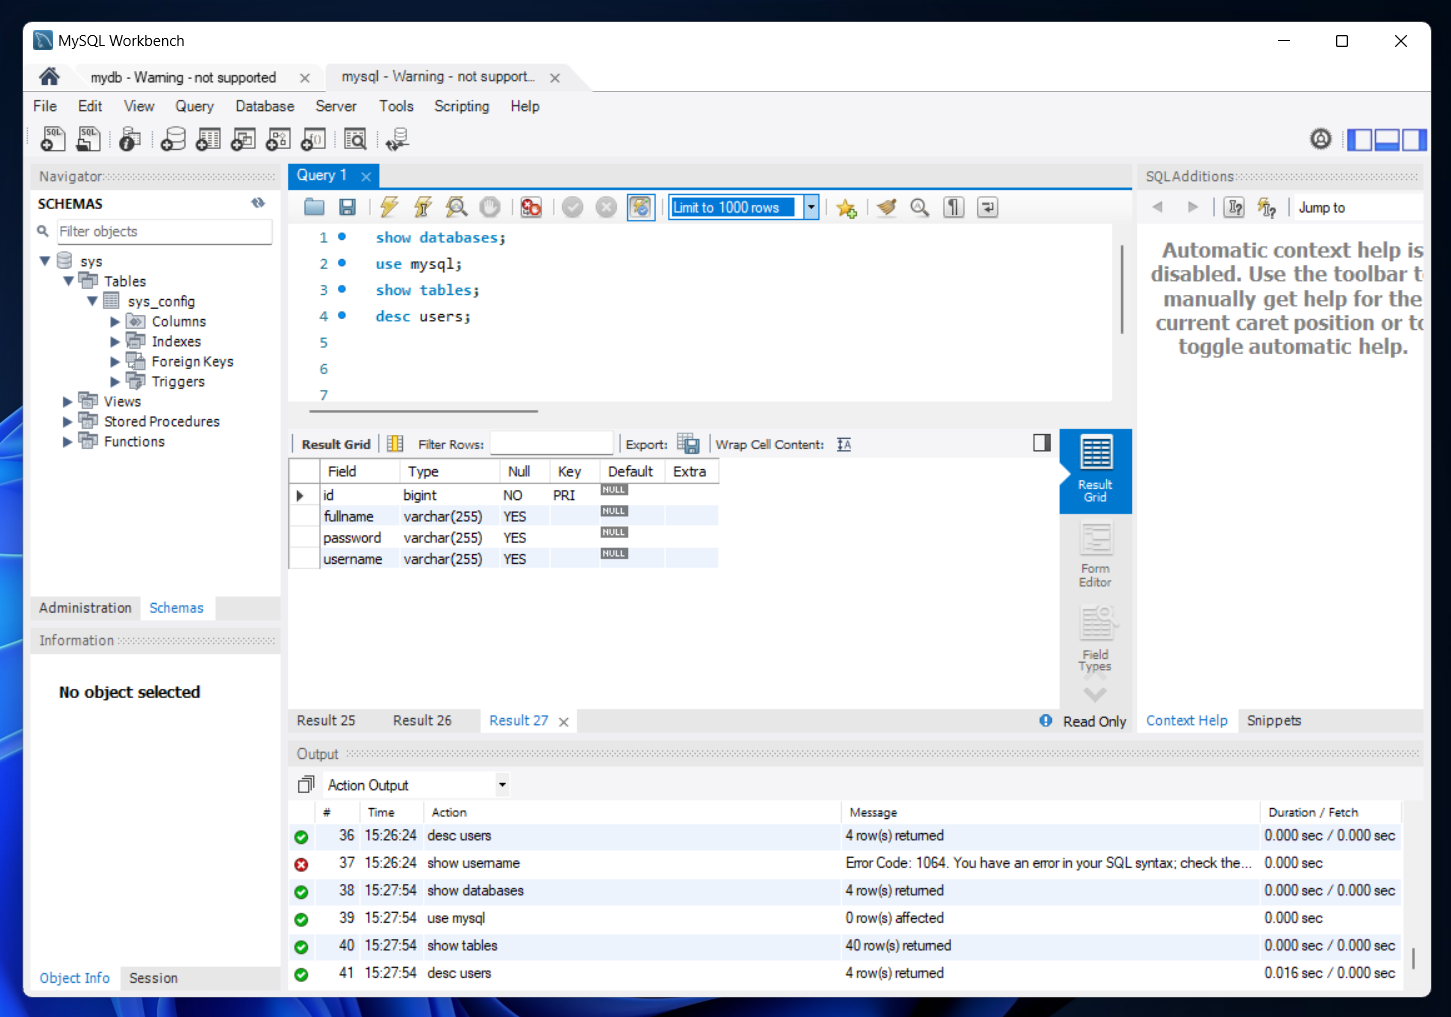 MySQL Workbench
mydb - Warning - not supported
mysql - Warning - not support...
File Edit View Query Database Server Tools Scripting Help
Navigator
SCHEMAS
Filter objects
sys
Tables
sys_config
Columns
Indexes
Foreign Keys
Triggers
Views
Stored Procedures
Functions
Administration Schemas
Information
No object selected
Object Info Session
Query 1
Limit to 1000 rows
1 show databases;
2 use mysql;
3 show tables;
4 desc users;
5
6
7
Result Grid Filter Rows: Export: Wrap Cell Content:
Field Type Null Key Default Extra
id bigint NO PRI NULL
fullname varchar(255) YES NULL
password varchar(255) YES NULL
username varchar(255) YES NULL
Result
Grid
Form
Editor
Field
Types
Result 25 Result 26 Result 27 Read Only
SQLAdditions
Jump to
Automatic context help is
disabled. Use the toolbar t
manually get help for the
current caret position or to
toggle automatic help.
Context Help Snippets
Output
Action Output
# Time Action Message Duration / Fetch
36 15:26:24 desc users 4 row(s) returned 0.000 sec / 0.000 sec
37 15:26:24 show username Error Code: 1064. You have an error in your SQL syntax; check the... 0.000 sec
38 15:27:54 show databases 4 row(s) returned 0.000 sec / 0.000 sec
39 15:27:54 use mysql 0 row(s) affected 0.000 sec
40 15:27:54 show tables 40 row(s) returned 0.000 sec / 0.000 sec
41 15:27:54 desc users 4 row(s) returned 0.016 sec / 0.000 sec